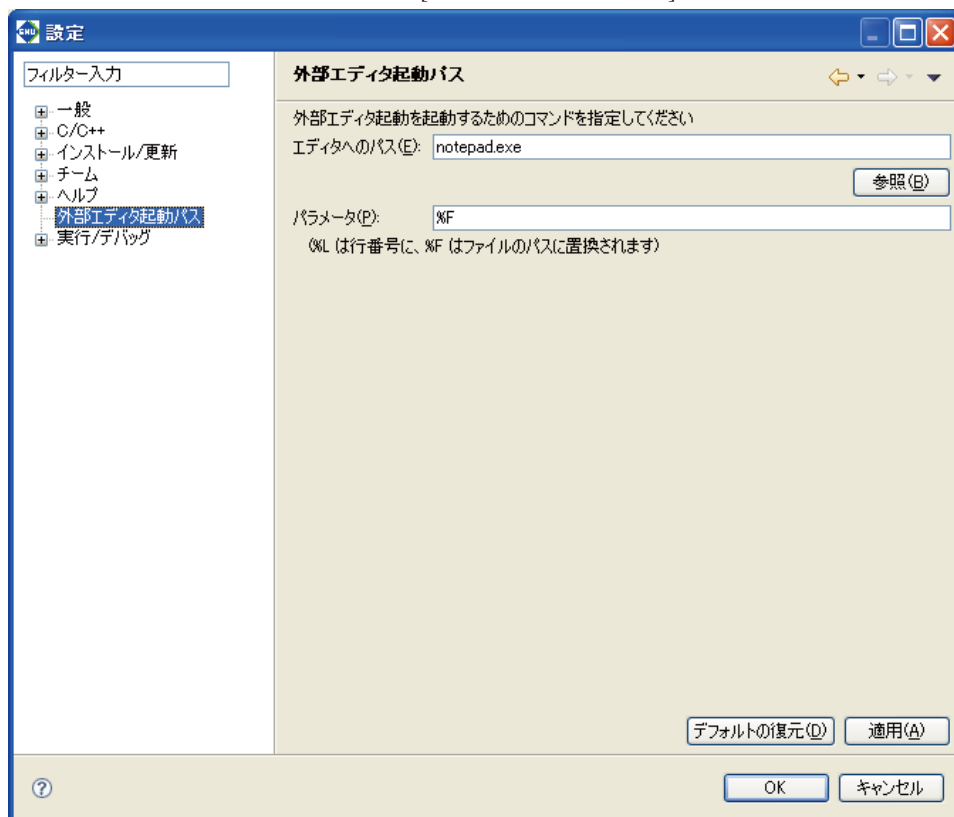 設定
フィルター入力
一般
C/C++
インストール/更新
チーム
ヘルプ
外部エディタ起動パス
実行/デバッグ
外部エディタ起動パス
外部エディタ起動を起動するためのコマンドを指定してください
エディタへのパス(E): notepad.exe
参照(B)
パラメータ(P): %F
(%L は行番号に、%F はファイルのパスに置換されます)
デフォルトの復元(D) 適用(A)
OK キャンセル